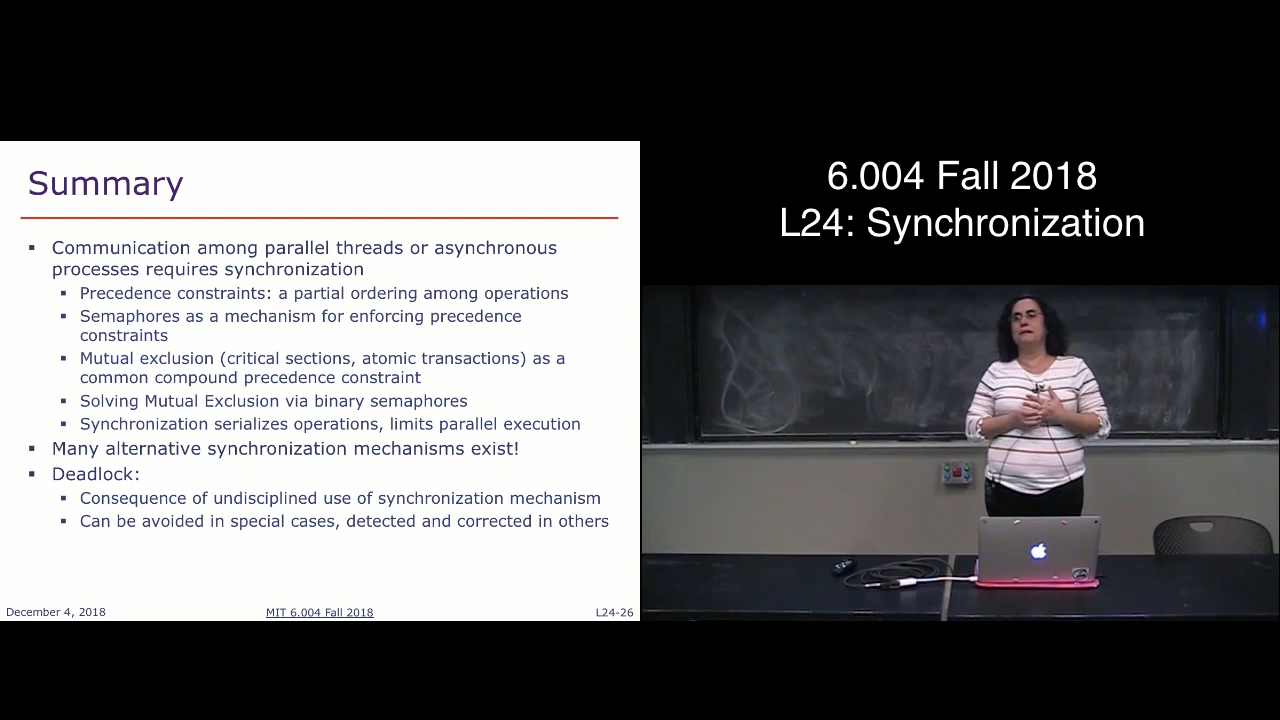 Summary
▪ Communication among parallel threads or asynchronous
processes requires synchronization
▪ Precedence constraints: a partial ordering among operations
▪ Semaphores as a mechanism for enforcing precedence
constraints
▪ Mutual exclusion (critical sections, atomic transactions) as a
common compound precedence constraint
▪ Solving Mutual Exclusion via binary semaphores
▪ Synchronization serializes operations, limits parallel execution
▪ Many alternative synchronization mechanisms exist!
▪ Deadlock:
▪ Consequence of undisciplined use of synchronization mechanism
▪ Can be avoided in special cases, detected and corrected in others
December 4, 2018
MIT 6.004 Fall 2018
L24-26
6.004 Fall 2018
L24: Synchronization